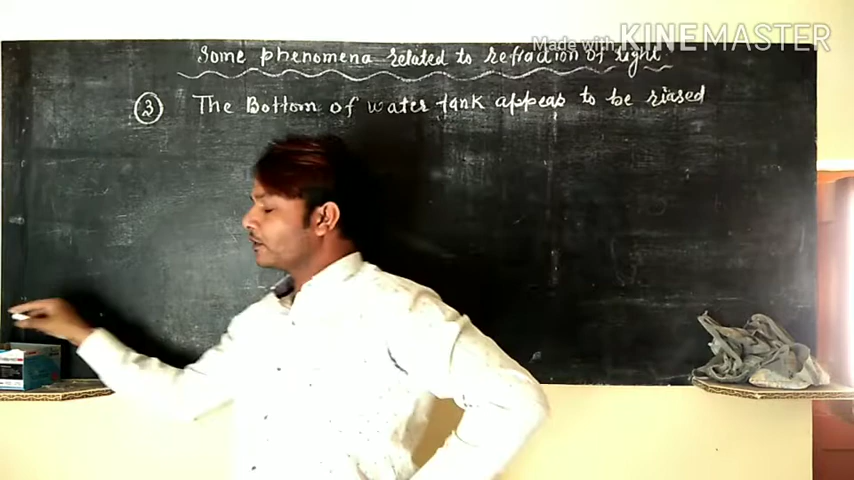 Made with KINEMASTER
Some phenomena related to refraction of light
3 The Bottom of water tank appears to be riased